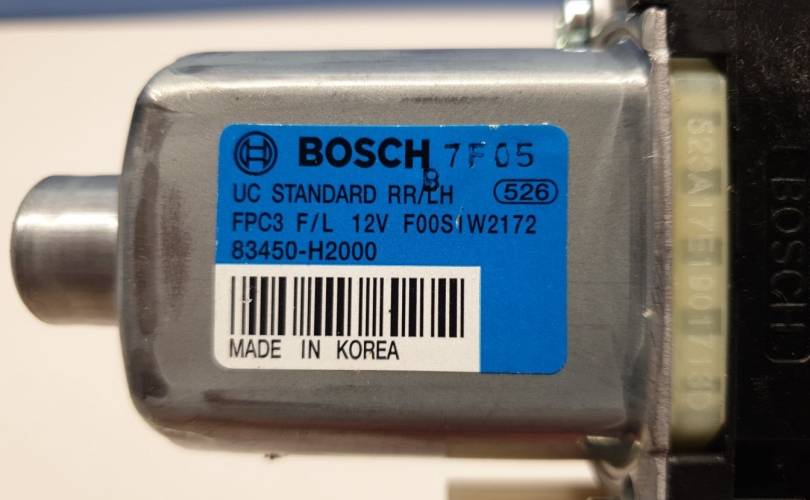 BOSCH 7F05
B
UC STANDARD RR/LH 526
FPC3 F/L 12V F00S1W2172
83450-H2000
MADE IN KOREA
BOSCH